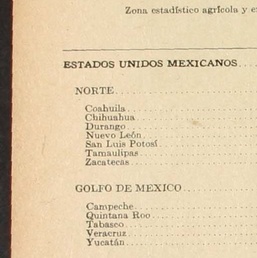 Zona estadístico agrícola y e
ESTADOS UNIDOS MEXICANOS
NORTE
Coahuila
Chihuahua
Durango
Nuevo León
San Luis Potosí
Tamaulipas
Zacatecas
GOLFO DE MEXICO
Campeche
Quintana Roo
Tabasco
Veracruz
Yucatán